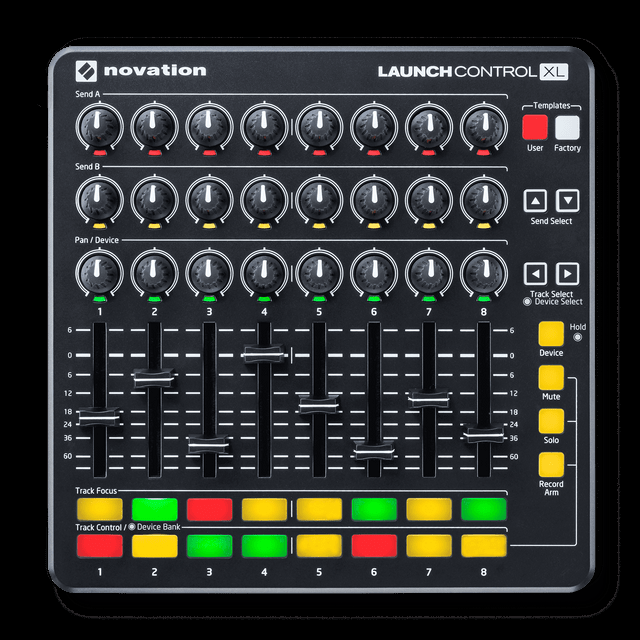 novation
LAUNCHCONTROL XL
Send A
Templates
User Factory
Send B
Send Select
Pan / Device
Track Select
Device Select
1 2 3 4 5 6 7 8
6 6
Hold
0 0
Device
6 6
12 12
Mute
18 18
24 24
Solo
36 36
60 60
Record
Arm
Track Focus
Track Control / Device Bank
1 2 3 4 5 6 7 8